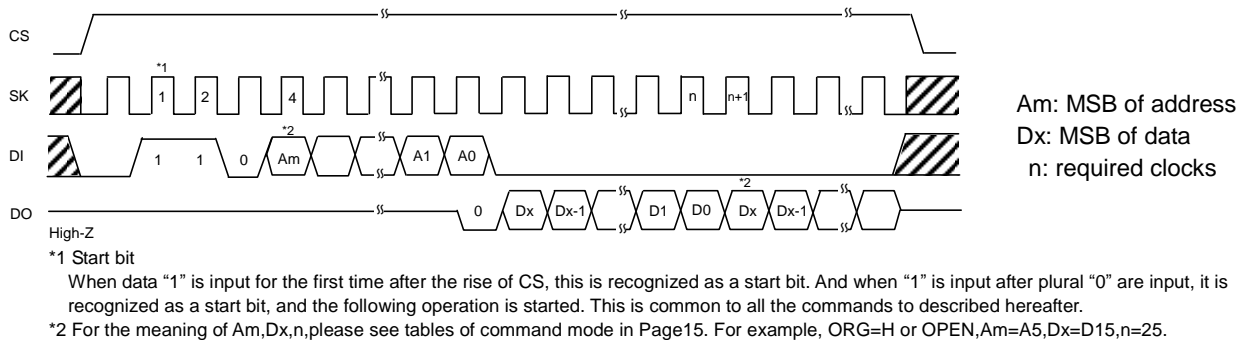 CS
SK
*1
1 2 4 n n+1
*2
DI
1 1 0 Am A1 A0
*2
DO
0 Dx Dx-1 D1 D0 Dx Dx-1
High-Z
Am: MSB of address
Dx: MSB of data
n: required clocks
*1 Start bit
When data “1” is input for the first time after the rise of CS, this is recognized as a start bit. And when “1” is input after plural “0” are input, it is
recognized as a start bit, and the following operation is started. This is common to all the commands to described hereafter.
*2 For the meaning of Am,Dx,n,please see tables of command mode in Page15. For example, ORG=H or OPEN,Am=A5,Dx=D15,n=25.